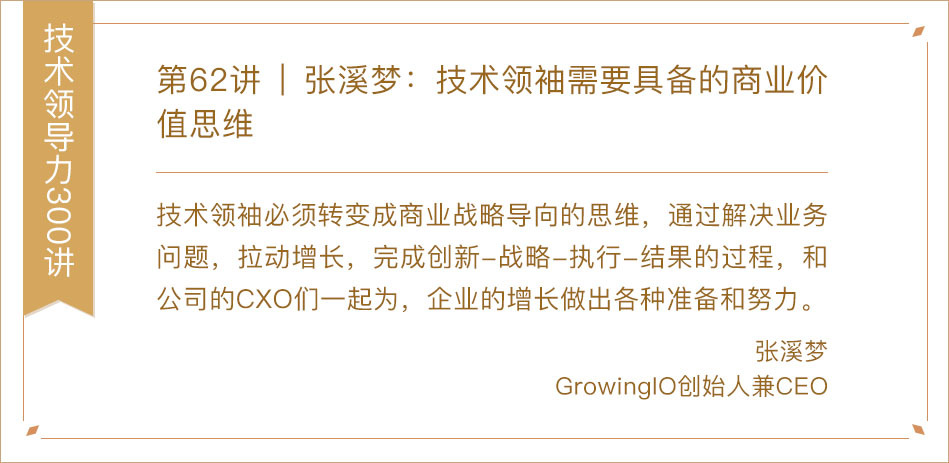 技术领导力300讲
第62讲 | 张溪梦：技术领袖需要具备的商业价
值思维
技术领袖必须转变成商业战略导向的思维，通过解决业务
问题，拉动增长，完成创新-战略-执行-结果的过程，和
公司的CXO们一起为，企业的增长做出各种准备和努力。
张溪梦
GrowingIO创始人兼CEO